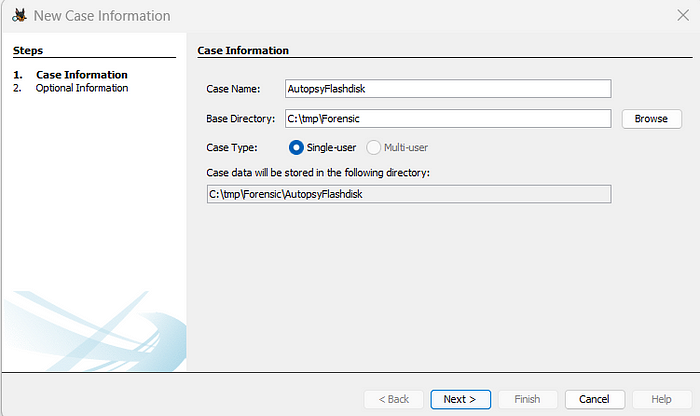 New Case Information
Steps
1. Case Information
2. Optional Information
Case Information
Case Name: AutopsyFlashdisk
Base Directory: C:\tmp\Forensic Browse
Case Type: Single-user Multi-user
Case data will be stored in the following directory:
C:\tmp\Forensic\AutopsyFlashdisk
< Back Next > Finish Cancel Help